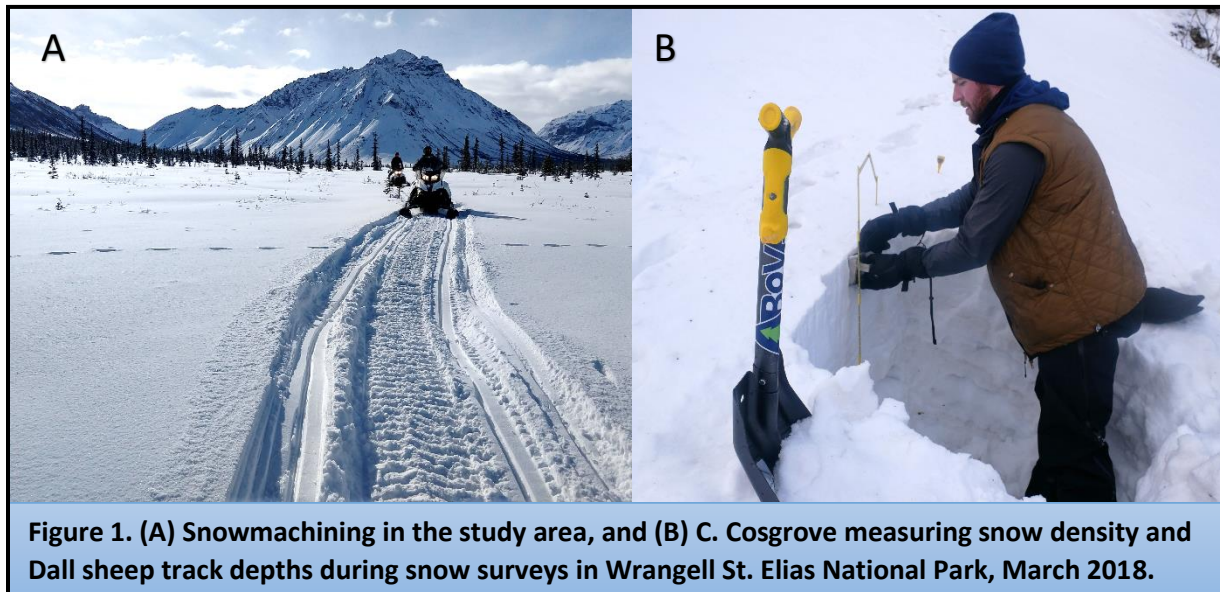 A
B
BOVA
Figure 1. (A) Snowmachining in the study area, and (B) C. Cosgrove measuring snow density and
Dall sheep track depths during snow surveys in Wrangell St. Elias National Park, March 2018.